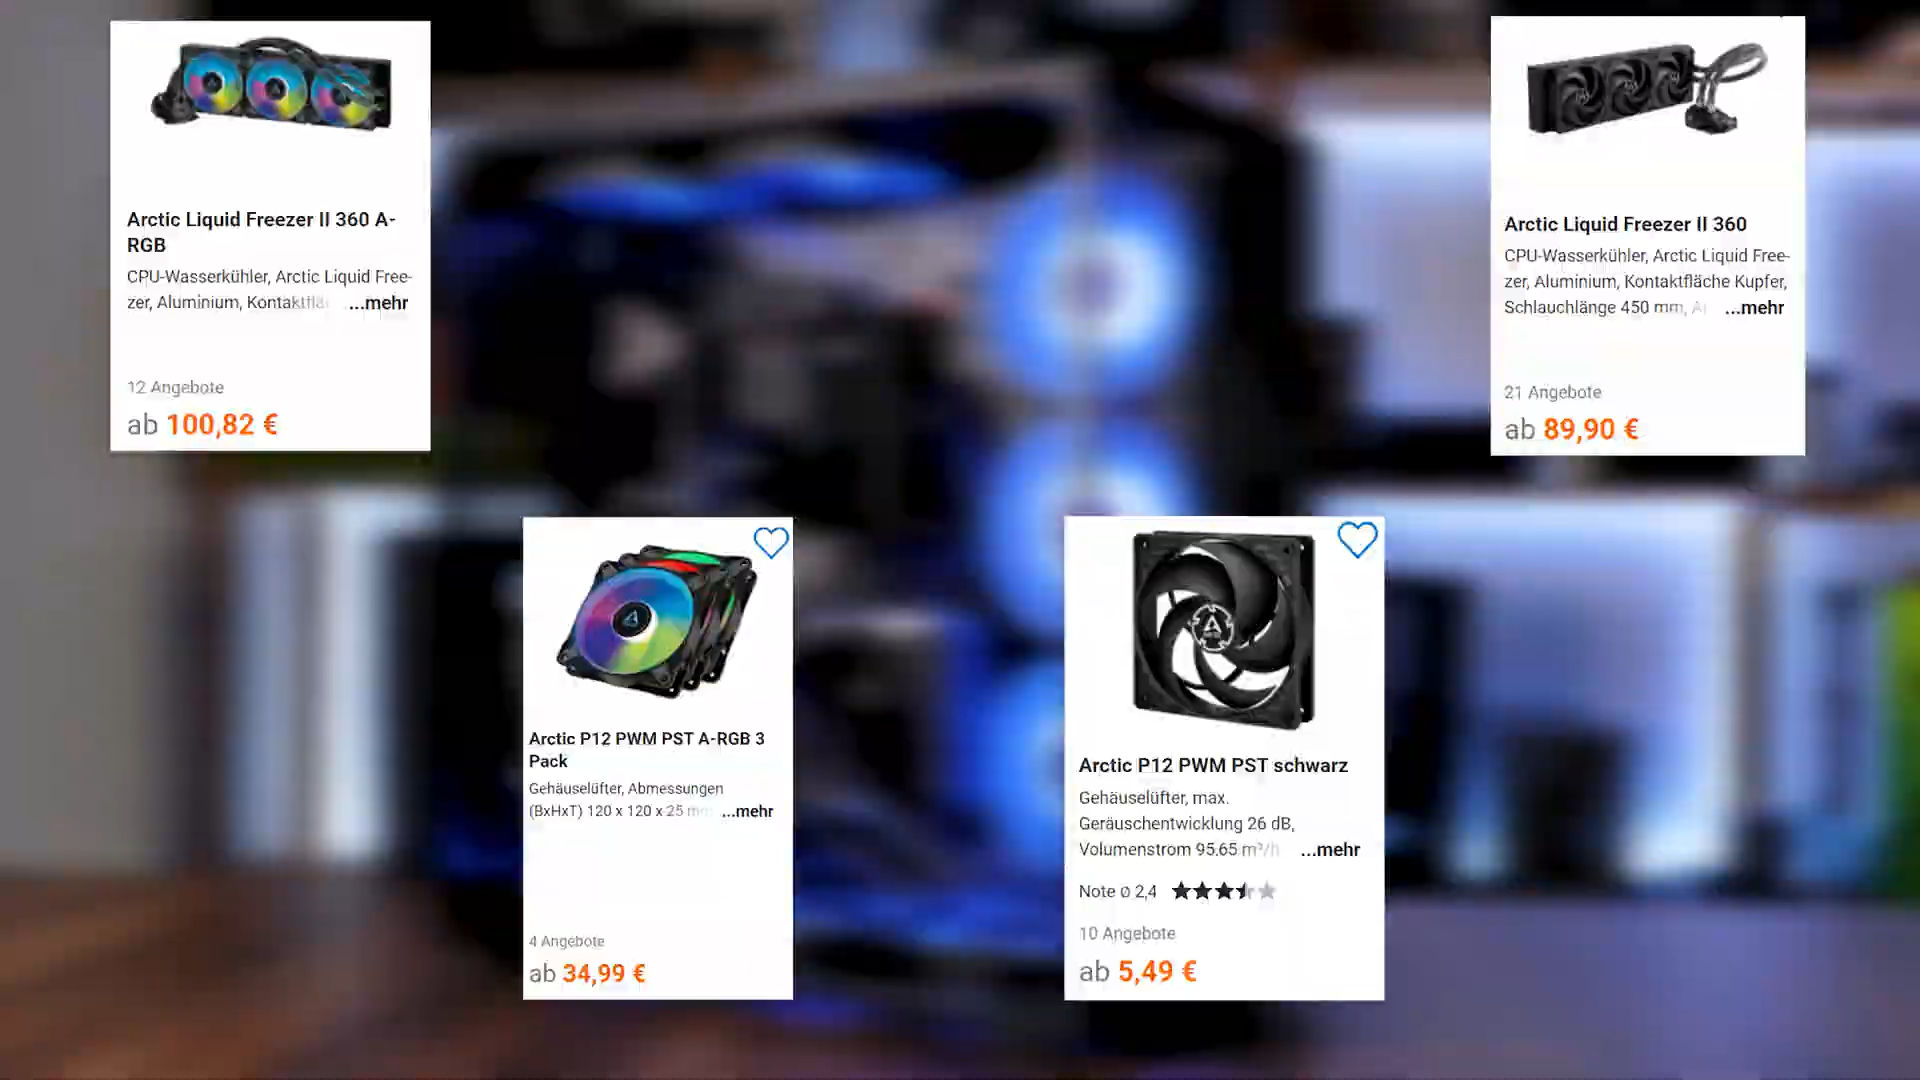 Arctic Liquid Freezer II 360 A-
RGB
CPU-Wasserkühler, Arctic Liquid Free-
zer, Aluminium, Kontaktflä ...mehr
12 Angebote
ab 100,82 €
Arctic Liquid Freezer II 360
CPU-Wasserkühler, Arctic Liquid Free-
zer, Aluminium, Kontaktfläche Kupfer,
Schlauchlänge 450 mm, ...mehr
21 Angebote
ab 89,90 €
Arctic P12 PWM PST A-RGB 3
Pack
Gehäuselüfter, Abmessungen
(BxHxT) 120 x 120 x 25 mm ...mehr
4 Angebote
ab 34,99 €
Arctic P12 PWM PST schwarz
Gehäuselüfter, max.
Geräuschentwicklung 26 dB,
Volumenstrom 95.65 m³/h ...mehr
Note ⌀ 2,4
10 Angebote
ab 5,49 €